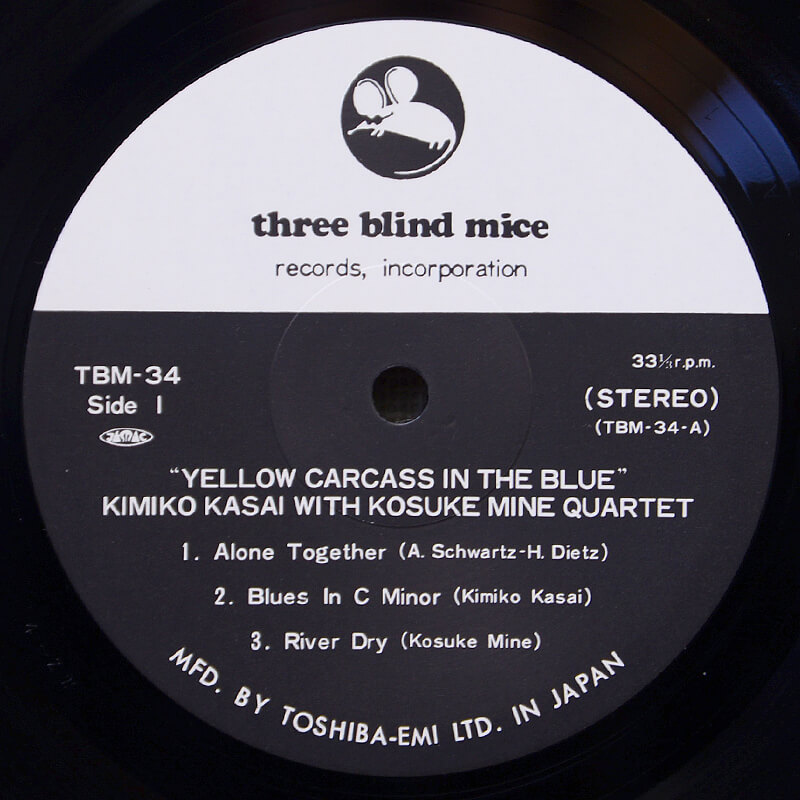 three blind mice
records, incorporation
TBM-34
Side 1
JASRAC
33⅓r.p.m.
(STEREO)
(TBM-34-A)
"YELLOW CARCASS IN THE BLUE"
KIMIKO KASAI WITH KOSUKE MINE QUARTET
1. Alone Together (A. Schwartz-H. Dietz)
2. Blues In C Minor (Kimiko Kasai)
3. River Dry (Kosuke Mine)
MFD. BY TOSHIBA-EMI LTD. IN JAPAN